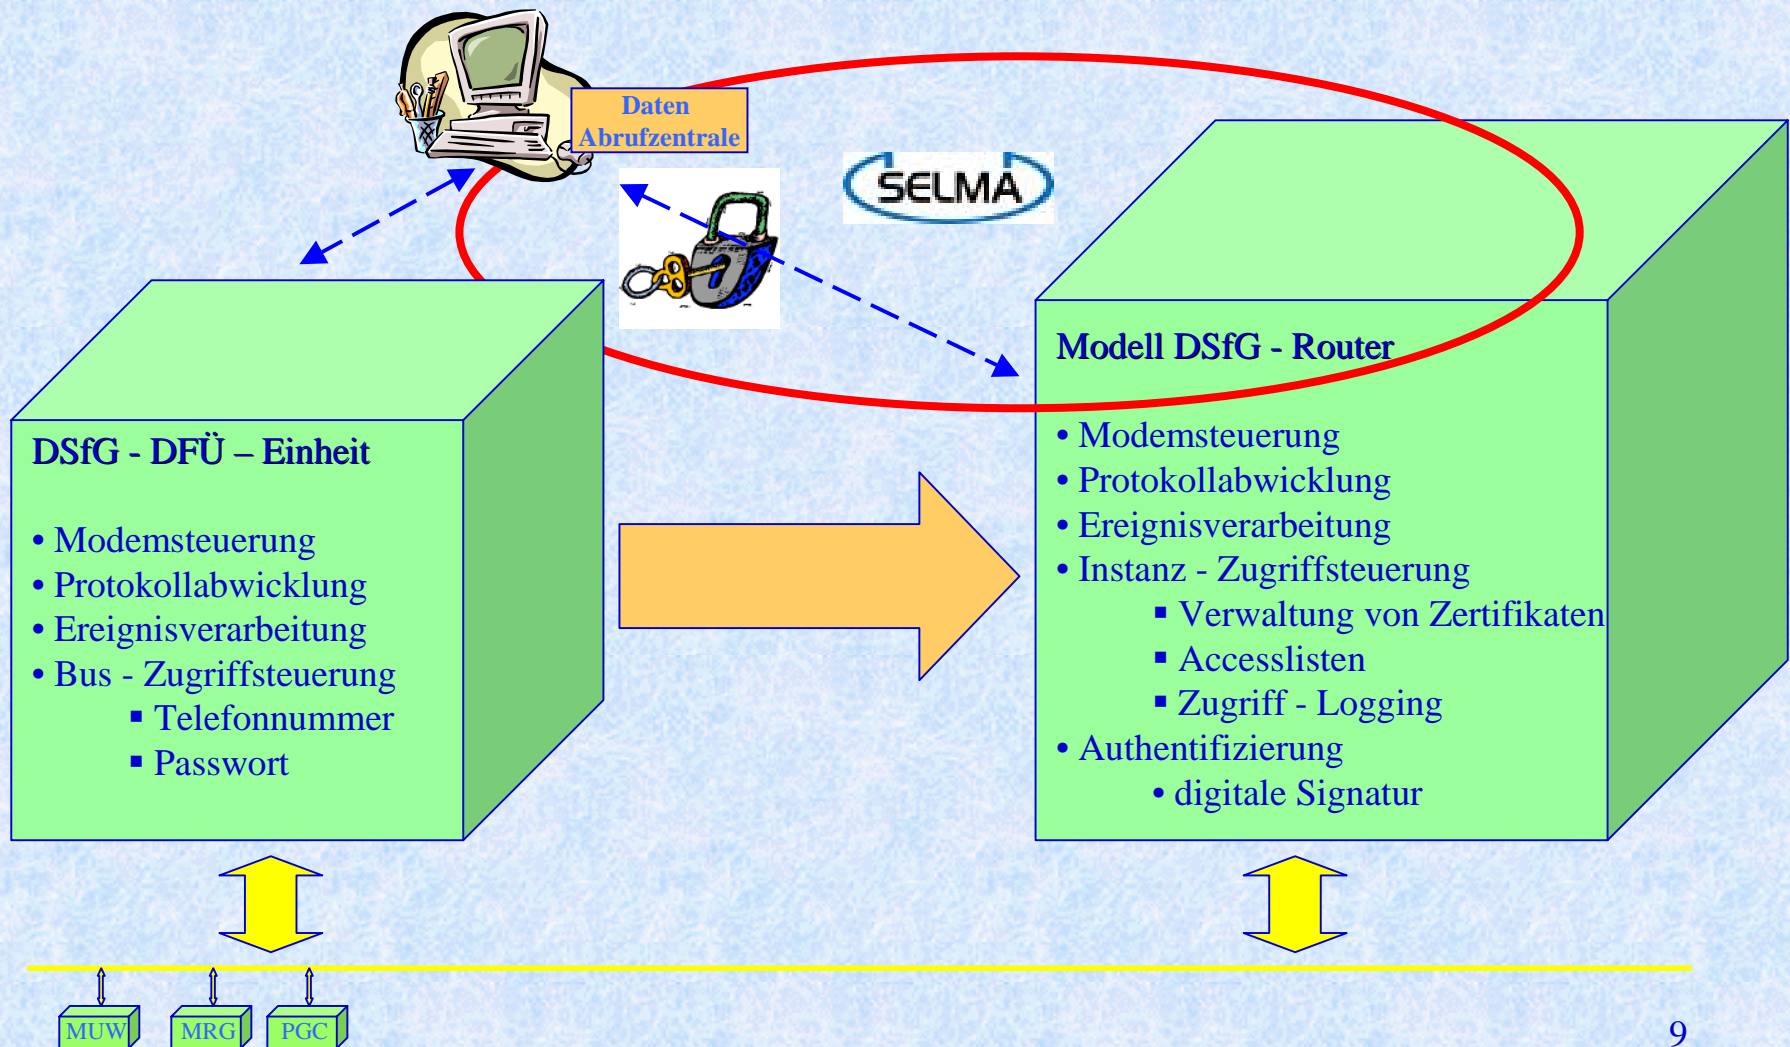 Daten
Abrufzentrale
SELMA
Modell DSfG - Router
• Modemsteuerung
• Protokollabwicklung
• Ereignisverarbeitung
• Instanz - Zugriffsteuerung
▪ Verwaltung von Zertifikaten
▪ Accesslisten
▪ Zugriff - Logging
• Authentifizierung
• digitale Signatur
DSfG - DFÜ – Einheit
• Modemsteuerung
• Protokollabwicklung
• Ereignisverarbeitung
• Bus - Zugriffsteuerung
▪ Telefonnummer
▪ Passwort
MUW
MRG
PGC
9